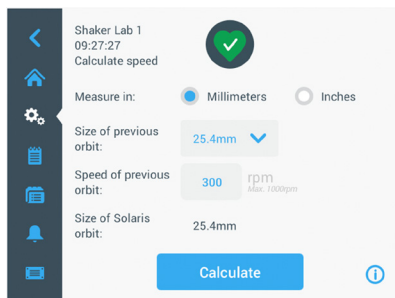 Shaker Lab 1
09:27:27
Calculate speed
Measure in: Millimeters Inches
Size of previous
orbit: 25.4mm
Speed of previous
orbit: 300 rpm
Max. 1000rpm
Size of Solaris
orbit: 25.4mm
Calculate